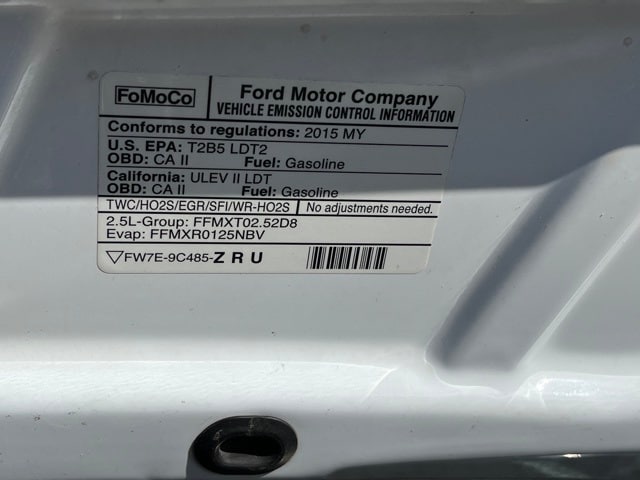 FoMoCo
Ford Motor Company
VEHICLE EMISSION CONTROL INFORMATION
Conforms to regulations: 2015 MY
U.S. EPA: T2B5 LDT2
OBD: CA II Fuel: Gasoline
California: ULEV II LDT
OBD: CA II Fuel: Gasoline
TWC/HO2S/EGR/SFI/WR-HO2S No adjustments needed.
2.5L-Group: FFMXT02.52D8
Evap: FFMXR0125NBV
FW7E-9C485-ZRU